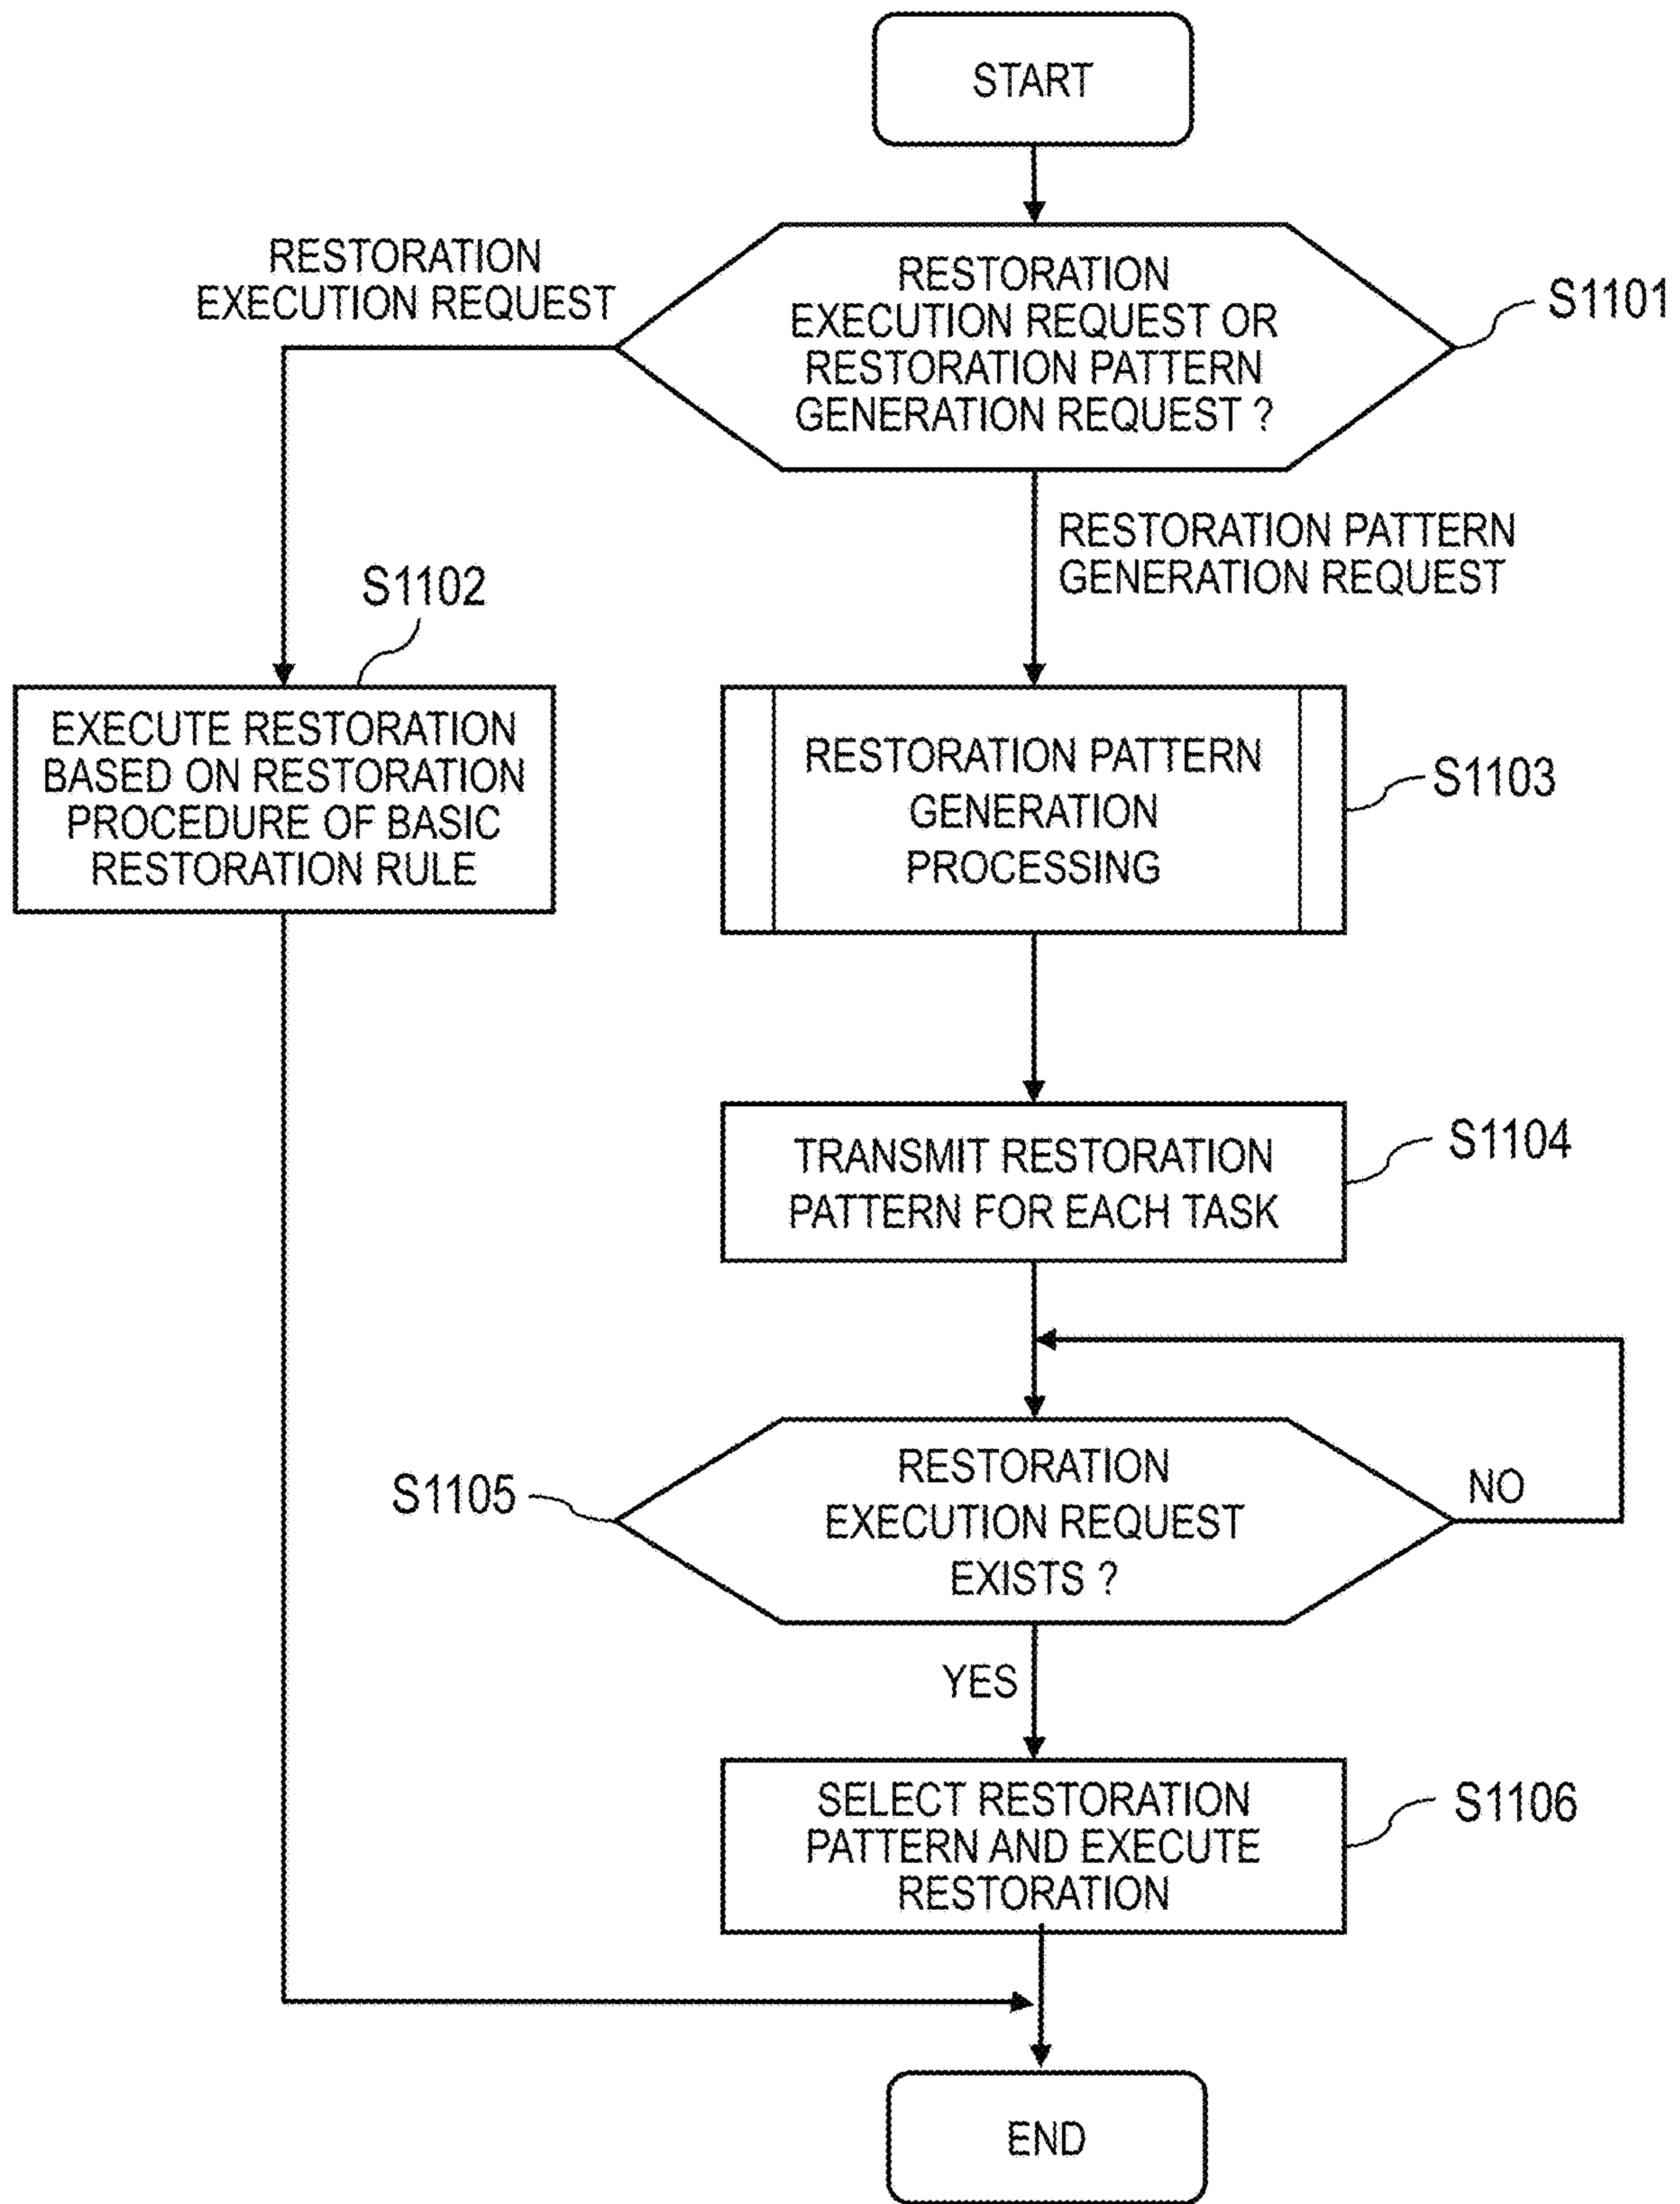 START
RESTORATION
EXECUTION REQUEST
RESTORATION
EXECUTION REQUEST OR
RESTORATION PATTERN
GENERATION REQUEST ?
S1101
RESTORATION PATTERN
GENERATION REQUEST
S1102
EXECUTE RESTORATION
BASED ON RESTORATION
PROCEDURE OF BASIC
RESTORATION RULE
RESTORATION PATTERN
GENERATION
PROCESSING
S1103
TRANSMIT RESTORATION
PATTERN FOR EACH TASK
S1104
S1105
RESTORATION
EXECUTION REQUEST
EXISTS ?
NO
YES
SELECT RESTORATION
PATTERN AND EXECUTE
RESTORATION
S1106
END